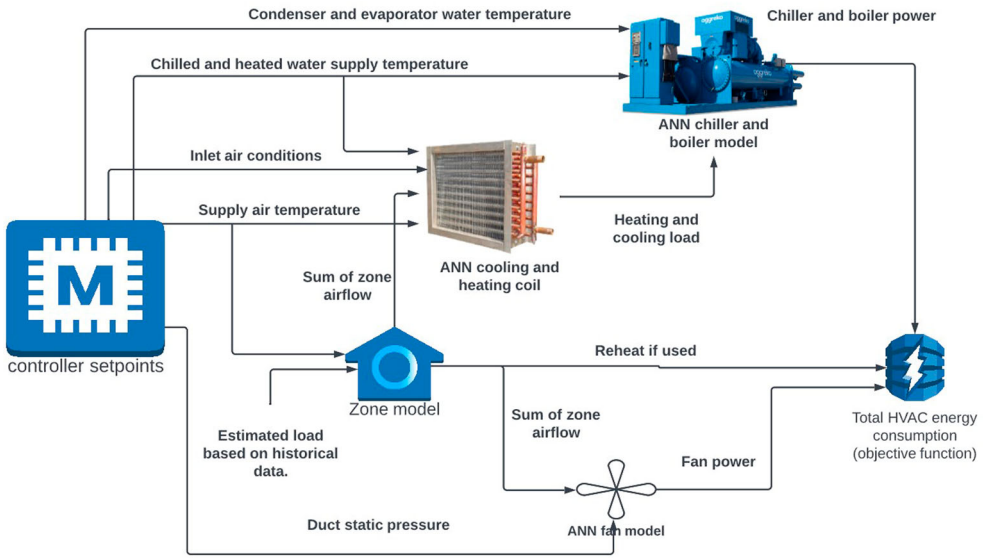 Condenser and evaporator water temperature
Chiller and boiler power
aggreko
aggreko
Chilled and heated water supply temperature
ANN chiller and
boiler model
Inlet air conditions
Supply air temperature
Heating and
cooling load
M
ANN cooling and
heating coil
Sum of zone
airflow
controller setpoints
Reheat if used
Zone model
Sum of zone
airflow
Total HVAC energy
consumption
(objective function)
Estimated load
based on historical
data.
Fan power
Duct static pressure
ANN fan model